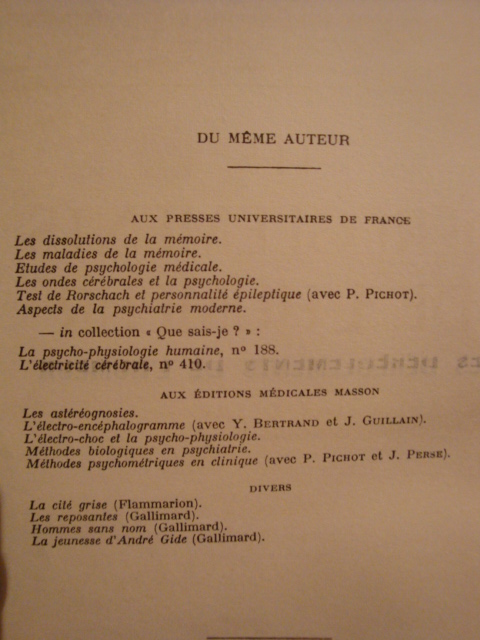 DU MÊME AUTEUR
AUX PRESSES UNIVERSITAIRES DE FRANCE
Les dissolutions de la mémoire.
Les maladies de la mémoire.
Etudes de psychologie médicale.
Les ondes cérébrales et la psychologie.
Test de Rorschach et personnalité épileptique (avec P. PICHOT).
Aspects de la psychiatrie moderne.
— in collection « Que sais-je ? » :
La psycho-physiologie humaine, nº 188.
L'électricité cérébrale, nº 410.
AUX ÉDITIONS MÉDICALES MASSON
Les astéréognosies.
L'électro-encéphalogramme (avec Y. BERTRAND et J. GUILLAIN).
L'électro-choc et la psycho-physiologie.
Méthodes biologiques en psychiatrie.
Méthodes psychométriques en clinique (avec P. PICHOT et J. PERSE).
DIVERS
La cité grise (Flammarion).
Les reposantes (Gallimard).
Hommes sans nom (Gallimard).
La jeunesse d'André Gide (Gallimard).